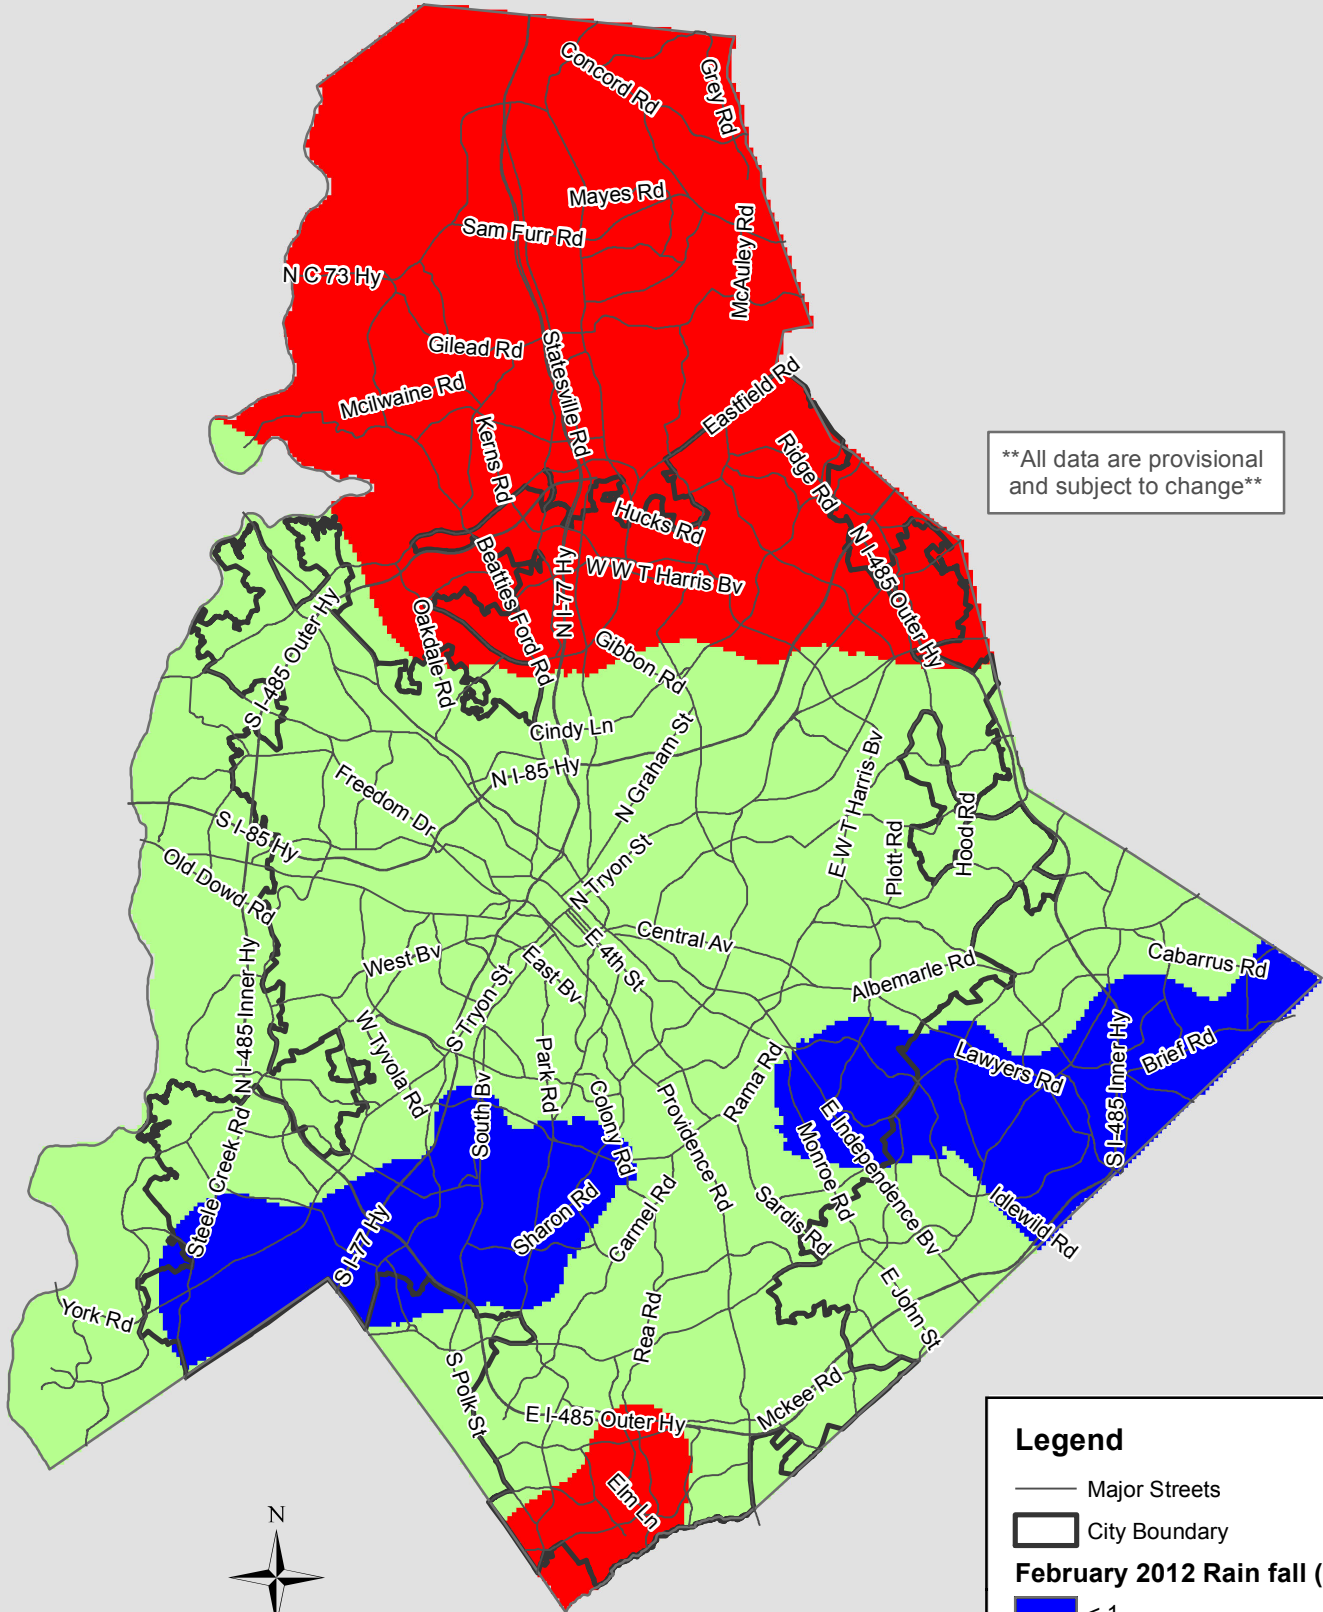 Concord Rd
Grey Rd
Mayes Rd
Sam Furr Rd
McAuley Rd
N C 73 Hy
Gilead Rd
Statesville Rd
Mcilwaine Rd
Eastfield Rd
Kerns Rd
Ridge Rd
**All data are provisional
and subject to change**
Hucks Rd
N I-485 Outer Hy
Beatties Ford Rd
N I-77 Hy
W W T Harris Bv
Oakdale Rd
S I-485 Outer Hy
Gibbon Rd
Cindy Ln
N Graham St
N I-85 Hy
E W T Harris Bv
Freedom Dr
Hood Rd
Plott Rd
S I-85 Hy
Old Dowd Rd
N Tryon St
Central Av
E 4th St
West Bv
East Bv
N I-485 Inner Hy
S Tryon St
Albemarle Rd
Cabarrus Rd
W Tyvola Rd
Park Rd
South Bv
Colony Rd
Providence Rd
Rama Rd
Lawyers Rd
S I-485 Inner Hy
Brief Rd
E Independence Bv
Monroe Rd
Steele Creek Rd
Sharon Rd
Carmel Rd
Sardis Rd
Idlewild Rd
S I-77 Hy
York Rd
E John St
Rea Rd
S Polk St
Mckee Rd
E I-485 Outer Hy
Elm Ln
N
Legend
Major Streets
City Boundary
February 2012 Rain fall (
< 1